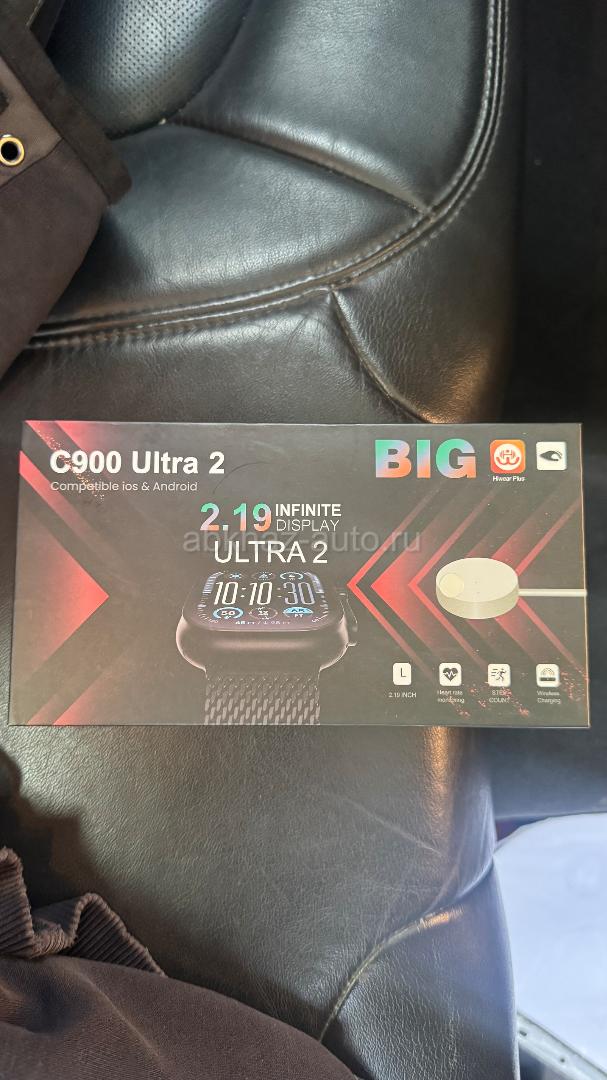 C900 Ultra 2
Competible ios & Android
BIG
Hiwear Plus
2.19 INFINITE
DISPLAY
ULTRA 2
abkhaz-auto.ru
10:10:30
L
2.19 INCH
Heart rate
monitoring
STEP
COUNT
Wireless
Charging